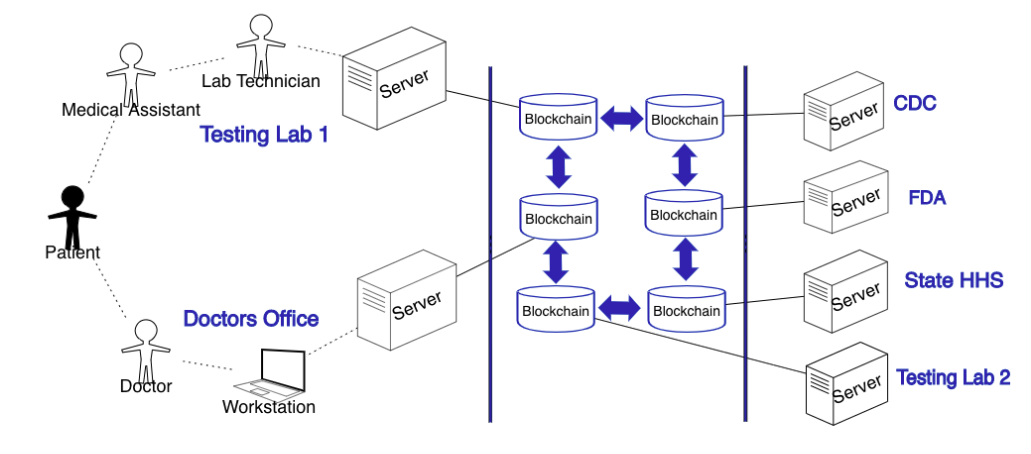 Lab Technician
Medical Assistant
Testing Lab 1
Server
Patient
Doctors Office
Server
Doctor
Workstation
Blockchain
Blockchain
Blockchain
Blockchain
Blockchain
Blockchain
Server
CDC
Server
FDA
Server
State HHS
Server
Testing Lab 2